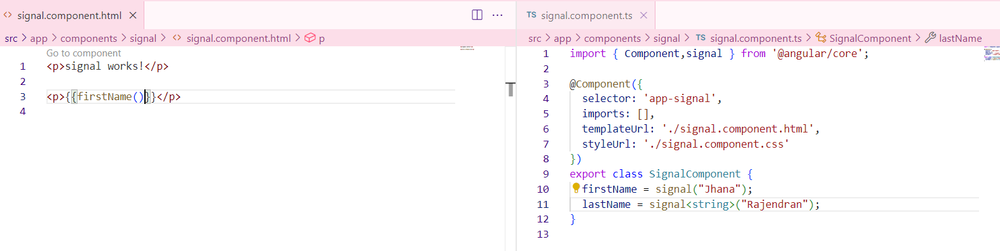 signal.component.html
src > app > components > signal > signal.component.html > p
Go to component
1 <p>signal works!</p>
2
3 <p>{{firstName()}}</p>
4
TS signal.component.ts
src > app > components > signal > TS signal.component.ts > SignalComponent > lastName
1 import { Component,signal } from '@angular/core';
2
3 @Component({
4 selector: 'app-signal',
5 imports: [],
6 templateUrl: './signal.component.html',
7 styleUrl: './signal.component.css'
8 })
9 export class SignalComponent {
10 firstName = signal("Jhana");
11 lastName = signal<string>("Rajendran");
12 }
13